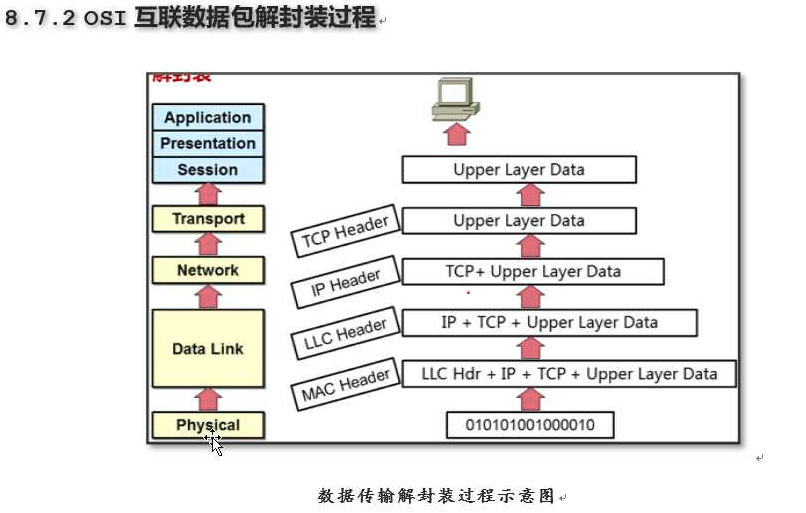 8.7.2 OSI 互联数据包解封装过程
解封装
Application
Presentation
Session
Upper Layer Data
Transport
TCP Header
Upper Layer Data
Network
IP Header
TCP+ Upper Layer Data
Data Link
LLC Header
IP + TCP + Upper Layer Data
MAC Header
LLC Hdr + IP + TCP + Upper Layer Data
Physical
010101001000010
数据传输解封装过程示意图